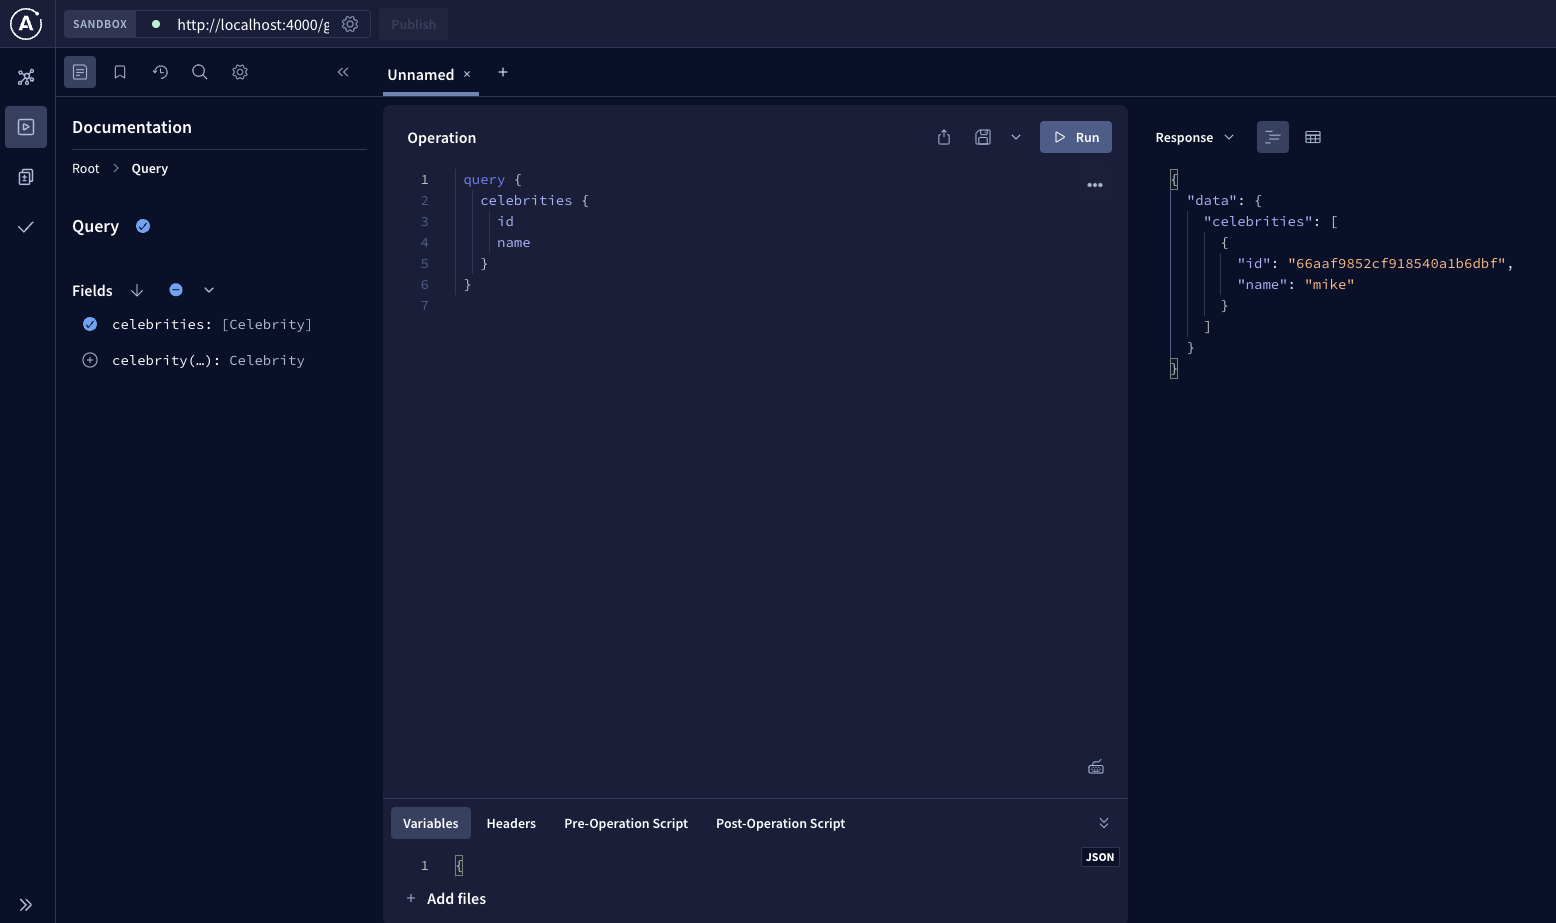 A
SANDBOX
http://localhost:4000/g
Publish
Unnamed
Documentation
Root > Query
Query
Fields
celebrities: [Celebrity]
celebrity(…): Celebrity
Operation
Run
1 query {
2 celebrities {
3 id
4 name
5 }
6 }
7
Variables
Headers
Pre-Operation Script
Post-Operation Script
JSON
1 {
+ Add files
Response
{
"data": {
"celebrities": [
{
"id": "66aaf9852cf918540a1b6dbf",
"name": "mike"
}
]
}
}